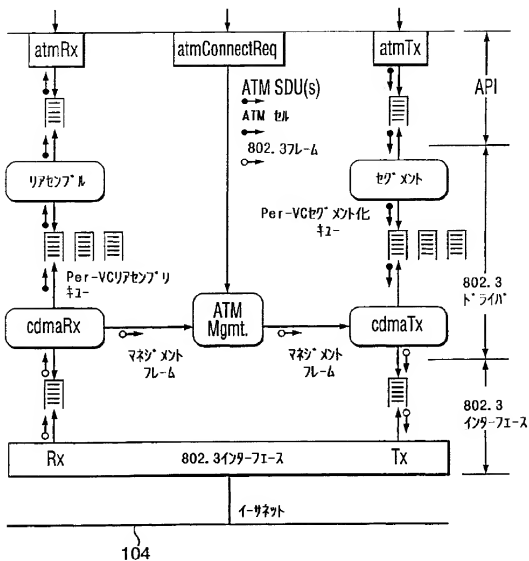 atmRx
atmConnectReq
atmTx
ATM SDU(s)
ATM セル
802.3フレーム
API
リアセンブル
セグメント
Per-VCセグメント化
キュー
Per-VCリアセンブリ
キュー
802.3
ドライバ
cdmaRx
ATM
Mgmt.
cdmaTx
マネジメント
フレーム
マネジメント
フレーム
802.3
インターフェース
Rx
802.3インターフェース
Tx
イーサネット
104